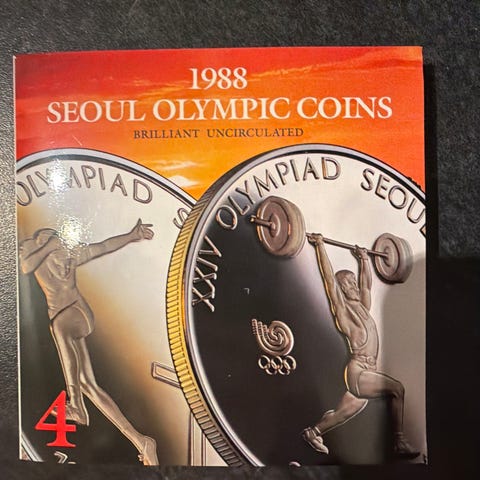 1988
SEOUL OLYMPIC COINS
BRILLIANT UNCIRCULATED
OLYMPIAD S
XXIV OLYMPIAD SEOUL
4